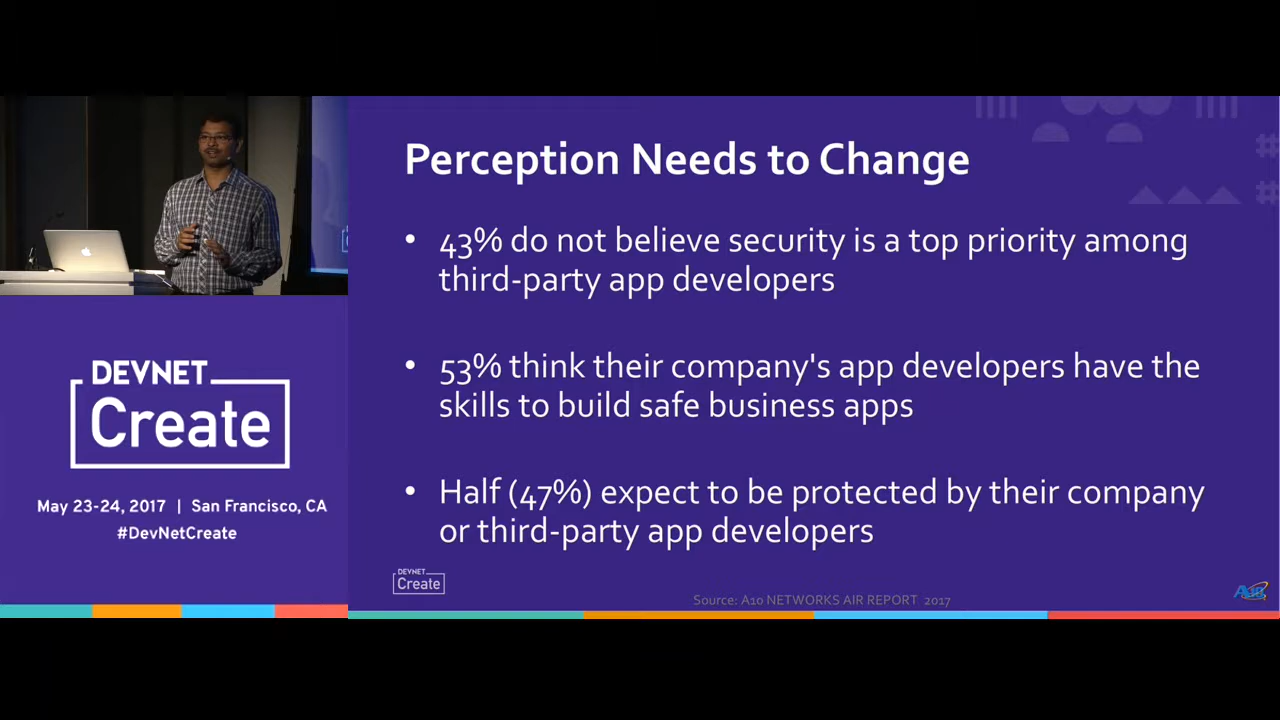 Perception Needs to Change
• 43% do not believe security is a top priority among
third-party app developers
• 53% think their company's app developers have the
skills to build safe business apps
• Half (47%) expect to be protected by their company
or third-party app developers
DEVNET
Create
Source: A10 NETWORKS AIR REPORT 2017
A10
DEVNET
Create
May 23-24, 2017 | San Francisco, CA
#DevNetCreate